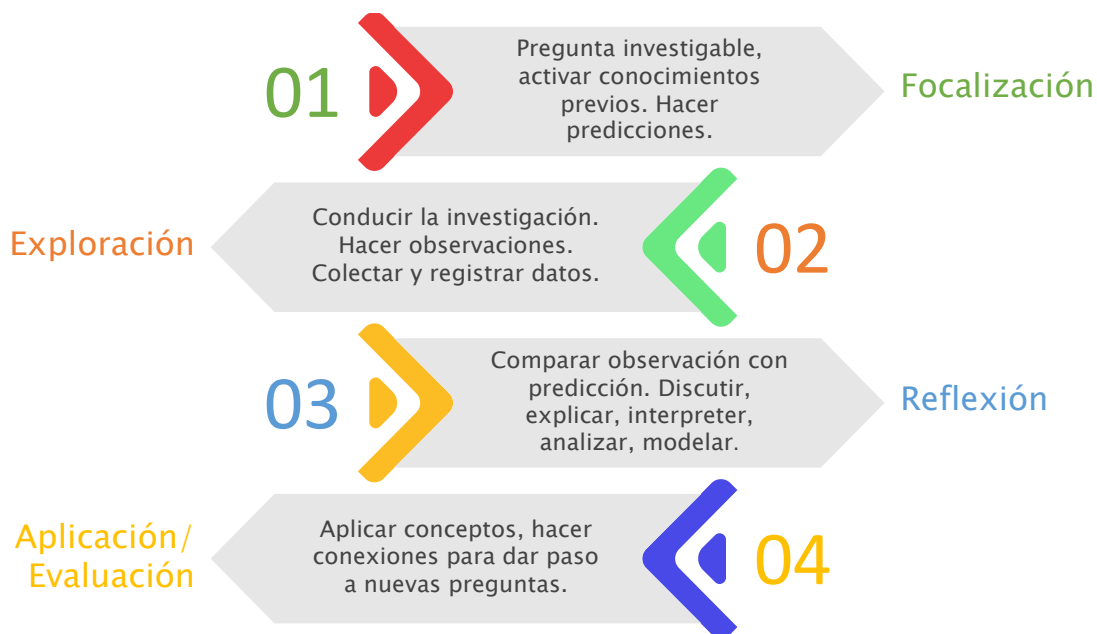 01
Pregunta investigable,
activar conocimientos
previos. Hacer
predicciones.
Focalización
Exploración
Conducir la investigación.
Hacer observaciones.
Colectar y registrar datos.
02
03
Comparar observación con
predicción. Discutir,
explicar, interpreter,
analizar, modelar.
Reflexión
Aplicación/
Evaluación
Aplicar conceptos, hacer
conexiones para dar paso
a nuevas preguntas.
04